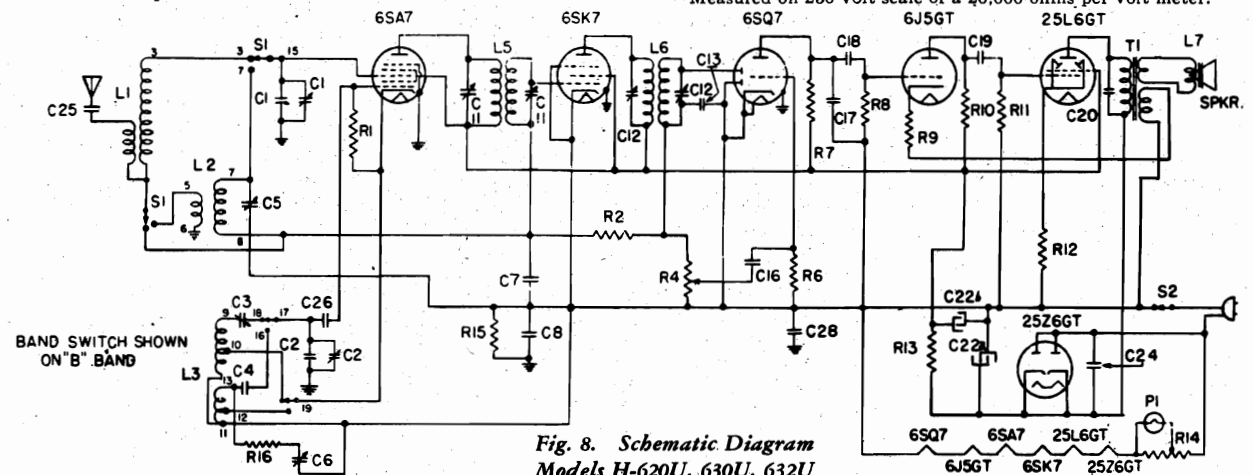 Measured on 250 volt scale of a 20,000 ohms per volt meter.
6SA7 6SK7 6SQ7 6J5GT 25L6GT
3 3 S1 15 L5 L6 C13 C18 C19 T1 L7
7
L1 C1 C1 C11 C11 C12 C12 R8 R10 R11 C20 SPKR.
C25 R1 C17 R9
R7
L2
S1 5 7
6 C5
8 R2 R12
C7 R4 C16 R6
C3 C26 C22b S2
9 18 17 25Z6GT
16 R15 C8 C28 C22a
BAND SWITCH SHOWN
ON "B" BAND
10 C2 C2 R13 C24
C4
L3 13
19
12 P1
11
6SQ7 6SA7 25L6GT R14
6J5GT 6SK7 25Z6GT
R16 C6
Fig. 8. Schematic Diagram
Models H-620U, 630U, 632U